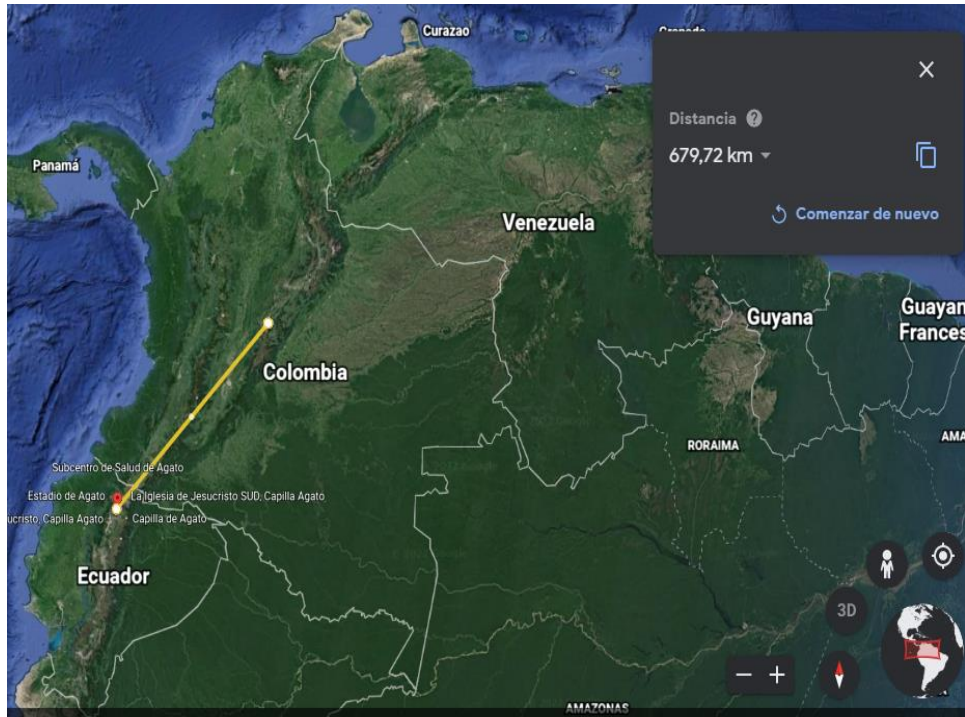 Curazao
Panamá
Distancia
679,72 km
Comenzar de nuevo
Venezuela
Guyana
Guayan
Frances
Colombia
RORAIMA
AMA
Subcentro de Salud de Agato
Estadio de Agato
La Iglesia de Jesucristo SUD, Capilla Agato
ucristo, Capilla Agato
Capilla de Agato
Ecuador
3D
AMAZONAS